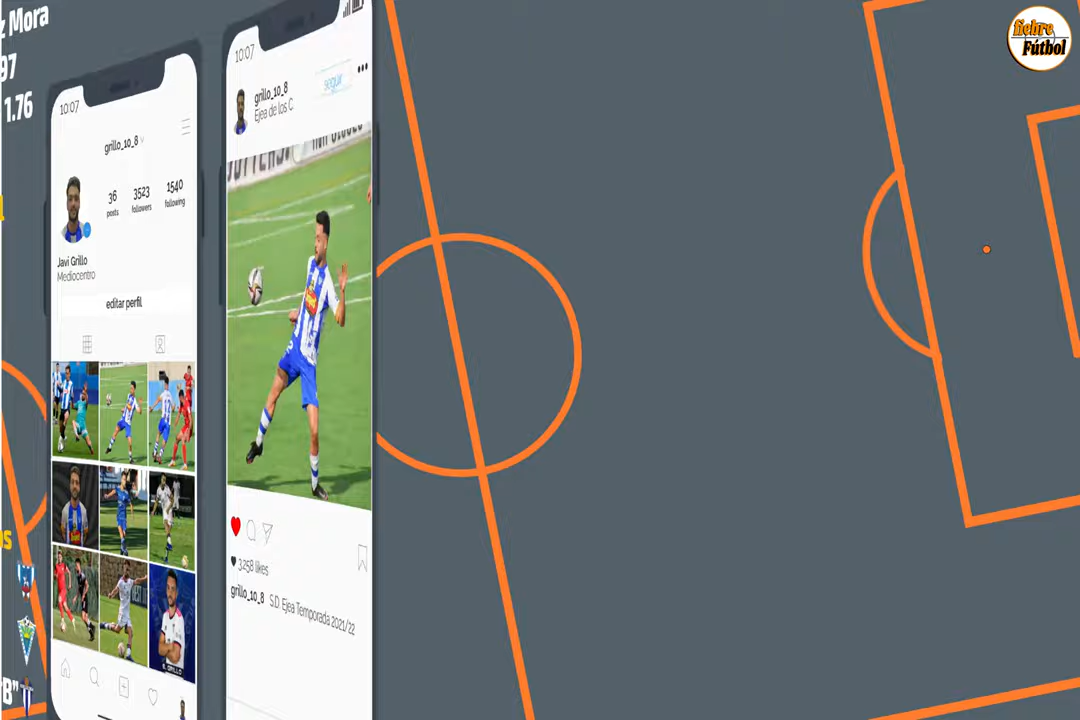 z Mora
97
1.76
B"
10:07
grillo_10_8
36
posts
3523
followers
1540
following
Javi Grillo
Mediocentro
editar perfil
10:07
grillo_10_8
Ejea de los C
seguir
3258 likes
grillo_10_8 S.D. Ejea Temporada 2021/22
fiebre
Fútbol